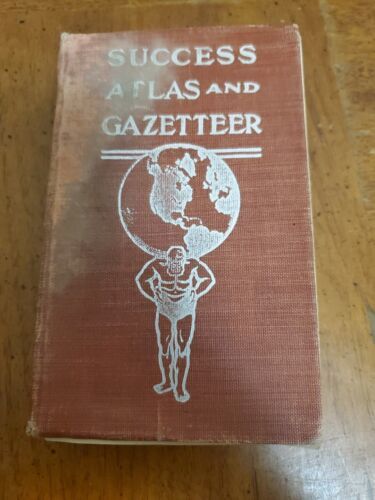 SUCCESS
ATLAS AND
GAZETTEER